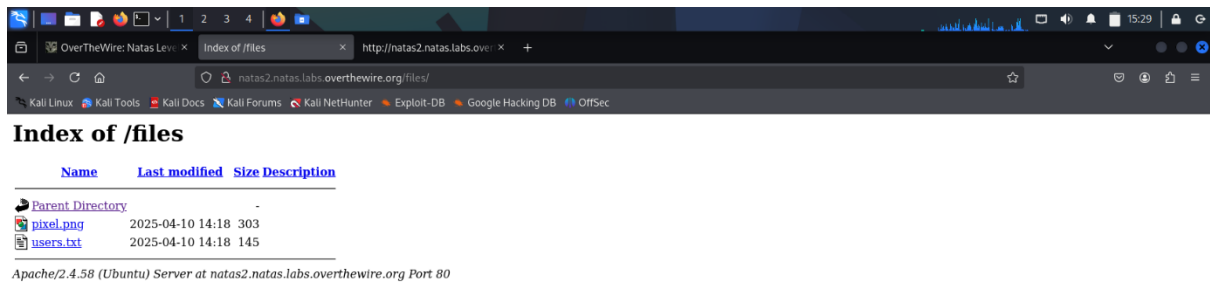 1 2 3 4 15:29
OverTheWire: Natas Leve × Index of /files × http://natas2.natas.labs.over × +
natas2.natas.labs.overthewire.org/files/
Kali Linux Kali Tools Kali Docs Kali Forums Kali NetHunter Exploit-DB Google Hacking DB OffSec
Index of /files
Name Last modified Size Description
Parent Directory -
pixel.png 2025-04-10 14:18 303
users.txt 2025-04-10 14:18 145
Apache/2.4.58 (Ubuntu) Server at natas2.natas.labs.overthewire.org Port 80